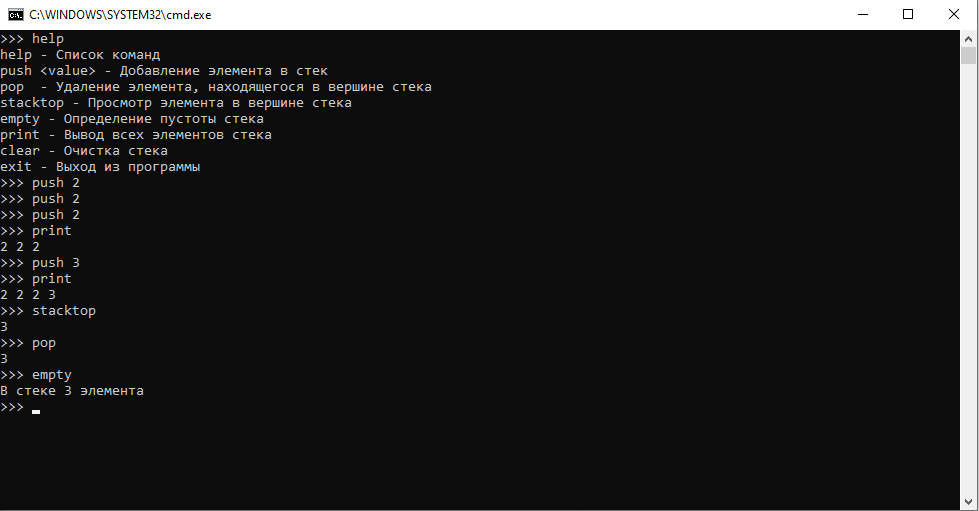 C:\WINDOWS\SYSTEM32\cmd.exe
>>> help
help - Список команд
push <value> - Добавление элемента в стек
pop  - Удаление элемента, находящегося в вершине стека
stacktop - Просмотр элемента в вершине стека
empty - Определение пустоты стека
print - Вывод всех элементов стека
clear - Очистка стека
exit - Выход из программы
>>> push 2
>>> push 2
>>> push 2
>>> print
2 2 2
>>> push 3
>>> print
2 2 2 3
>>> stacktop
3
>>> pop
3
>>> empty
В стеке 3 элемента
>>>